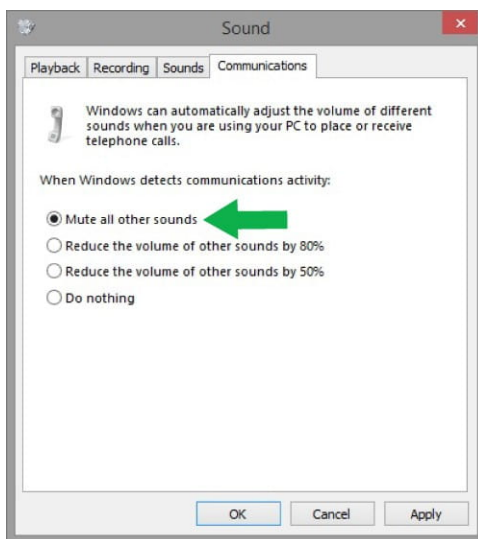 Sound
Playback Recording Sounds Communications
Windows can automatically adjust the volume of different
sounds when you are using your PC to place or receive
telephone calls.
When Windows detects communications activity:
Mute all other sounds
Reduce the volume of other sounds by 80%
Reduce the volume of other sounds by 50%
Do nothing
OK Cancel Apply